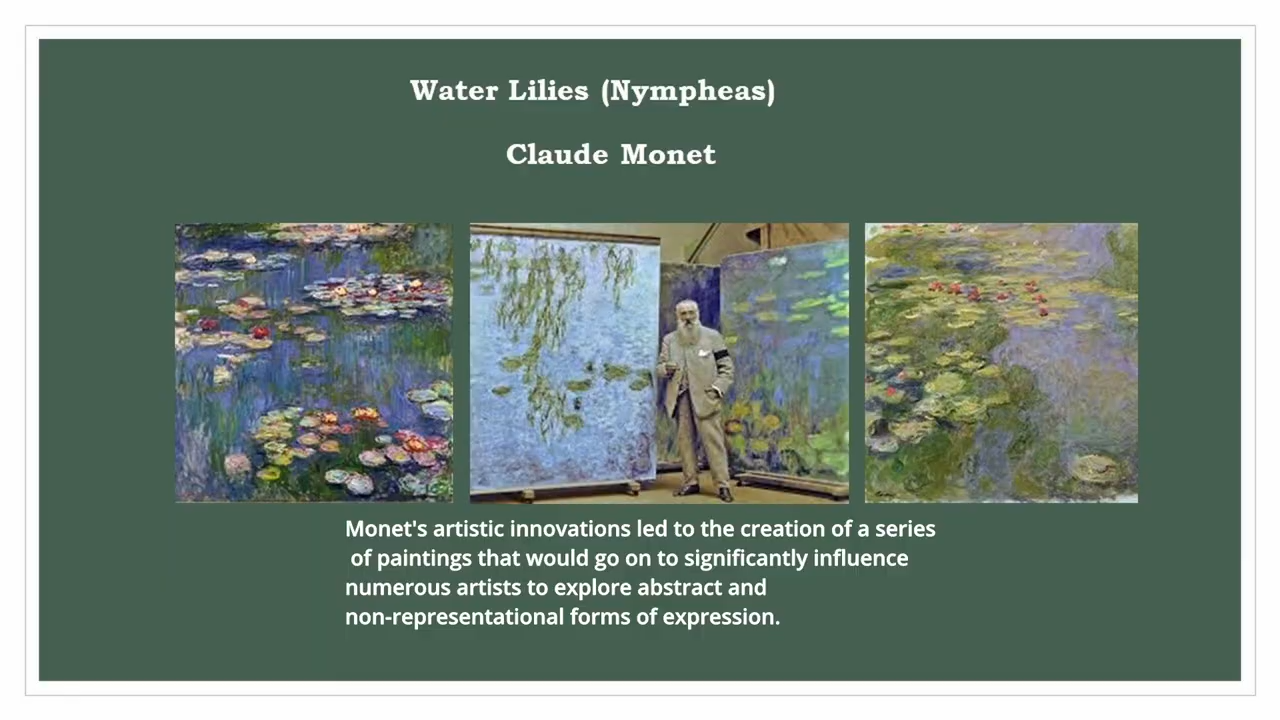 Water Lilies (Nympheas)
Claude Monet
Monet's artistic innovations led to the creation of a series
of paintings that would go on to significantly influence
numerous artists to explore abstract and
non-representational forms of expression.